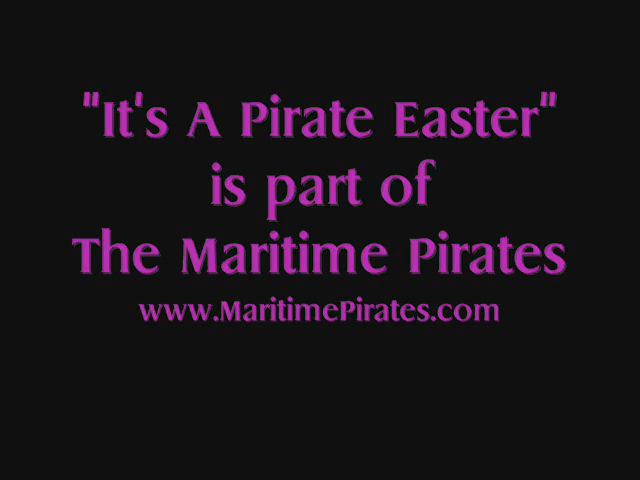 "It's A Pirate Easter"
is part of
The Maritime Pirates
www.MaritimePirates.com